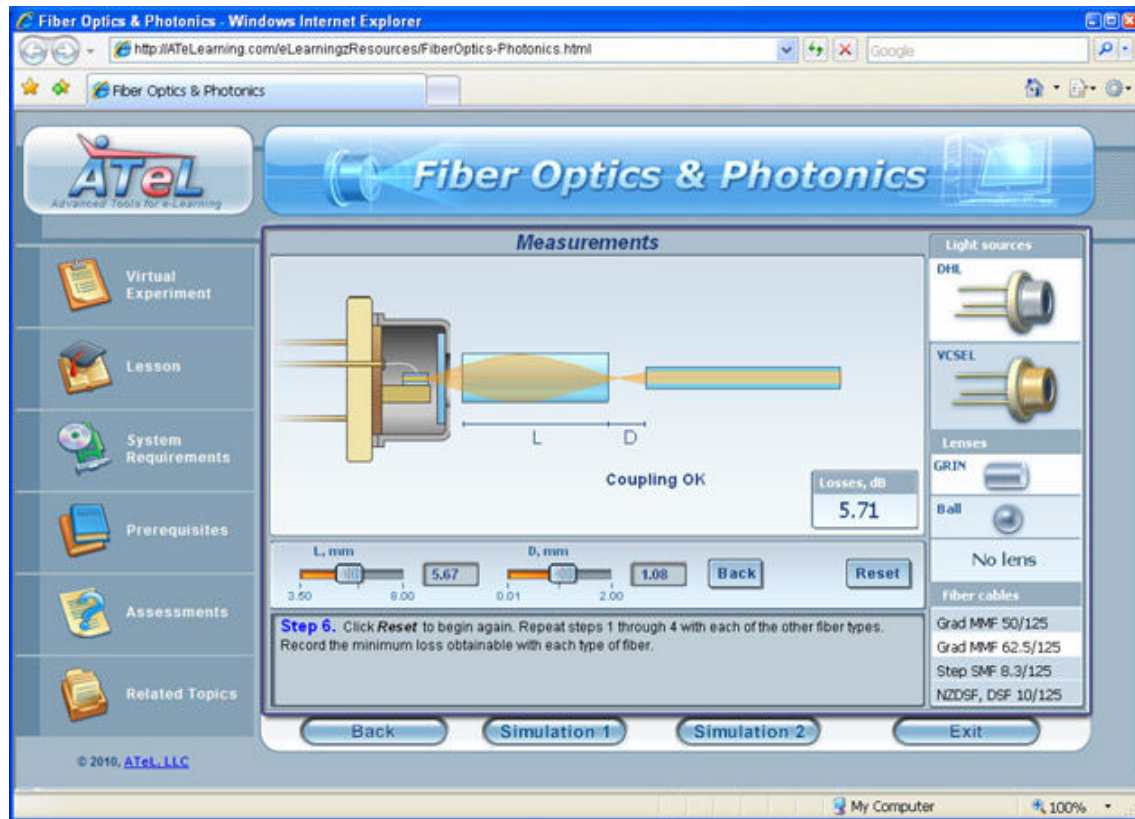 Fiber Optics & Photonics - Windows Internet Explorer
http://ATeLearning.com/eLearningzResources/FiberOptics-Photonics.html
Google
Fiber Optics & Photonics
ATeL
Advanced Tools for e-Learning
Fiber Optics & Photonics
Virtual
Experiment
Lesson
System
Requirements
Prerequisites
Assessments
Related Topics
© 2010, ATeL, LLC
Measurements
L
D
Coupling OK
Losses, dB
5.71
L, mm
5.67
3.50
8.00
D, mm
1.08
0.01
2.00
Back
Reset
Step 6. Click Reset to begin again. Repeat steps 1 through 4 with each of the other fiber types.
Record the minimum loss obtainable with each type of fiber.
Light sources
DHL
VCSEL
Lenses
GRIN
Ball
No lens
Fiber cables
Grad MMF 50/125
Grad MMF 62.5/125
Step SMF 8.3/125
NZDSF, DSF 10/125
Back
Simulation 1
Simulation 2
Exit
My Computer
100%